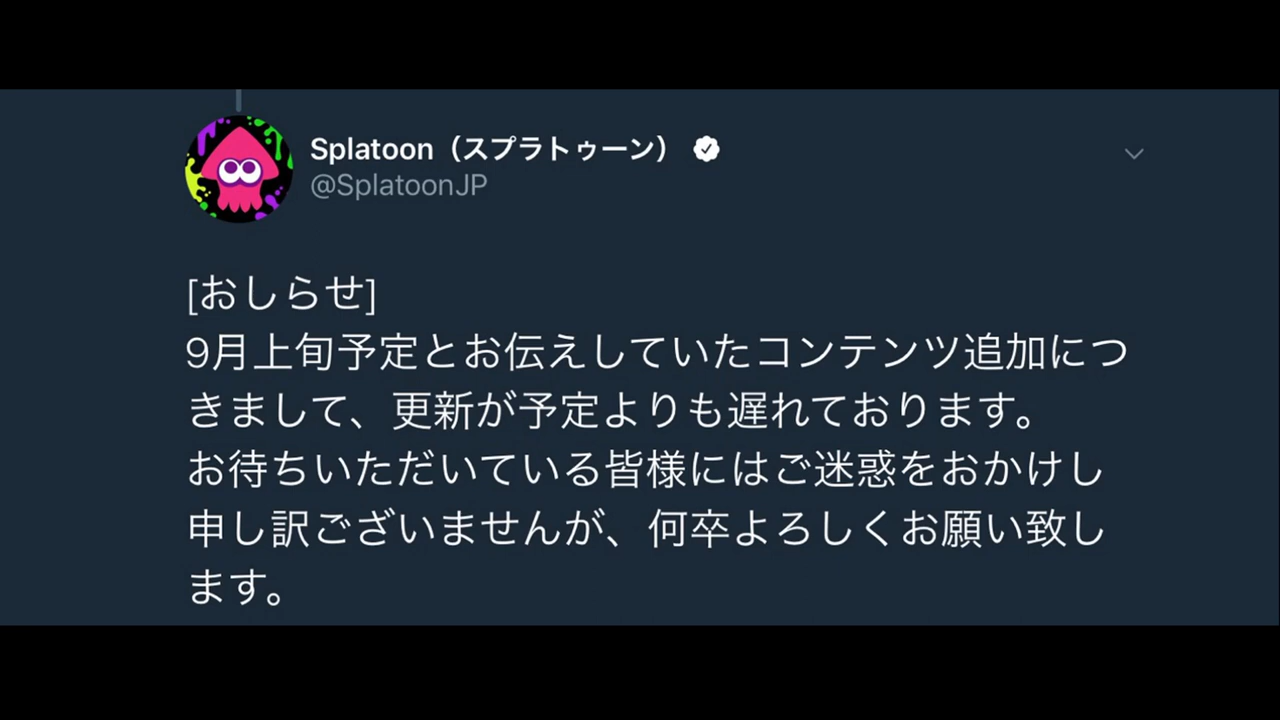 Splatoon（スプラトゥーン）
@SplatoonJP
[おしらせ]
9月上旬予定とお伝えしていたコンテンツ追加につ
きまして、更新が予定よりも遅れております。
お待ちいただいている皆様にはご迷惑をおかけし
申し訳ございませんが、何卒よろしくお願い致し
ます。